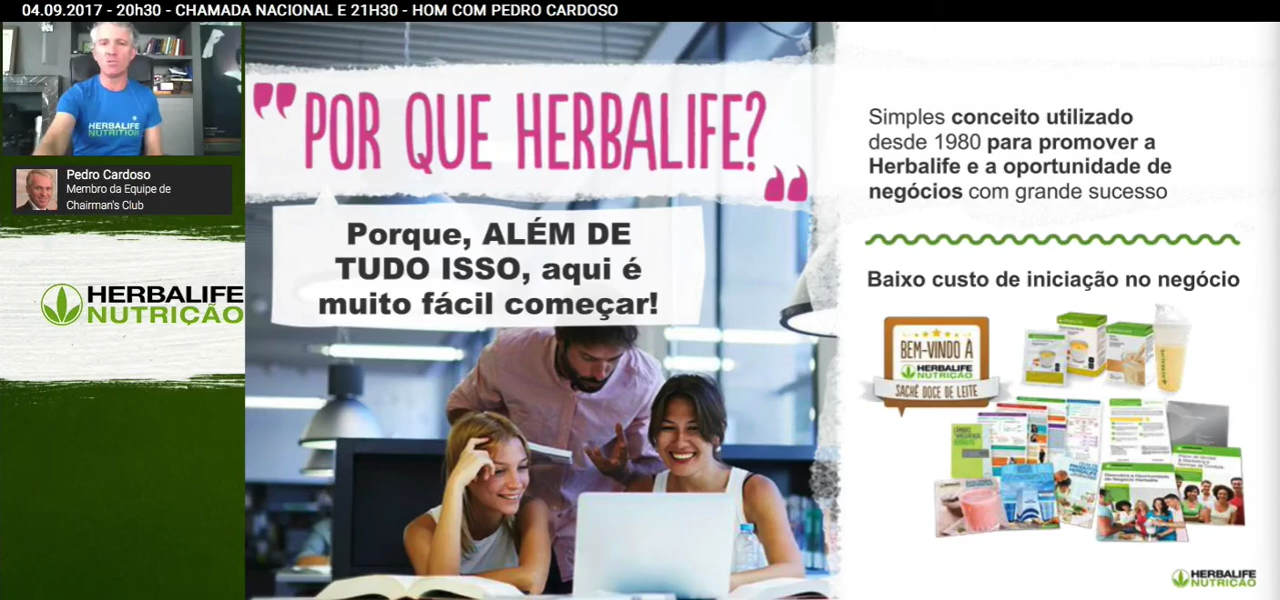 04.09.2017 - 20h30 - CHAMADA NACIONAL E 21H30 - HOM COM PEDRO CARDOSO
HERBALIFE
NUTRITION
Pedro Cardoso
Membro da Equipe de
Chairman's Club
HERBALIFE
NUTRIÇÃO
"POR QUE HERBALIFE?"
Porque, ALÉM DE
TUDO ISSO, aqui é
muito fácil começar!
Simples conceito utilizado
desde 1980 para promover a
Herbalife e a oportunidade de
negócios com grande sucesso
Baixo custo de iniciação no negócio
BEM-VINDO À
HERBALIFE
NUTRIÇÃO
SACHÊ DOCE DE LEITE
HERBALIFE
NUTRIÇÃO